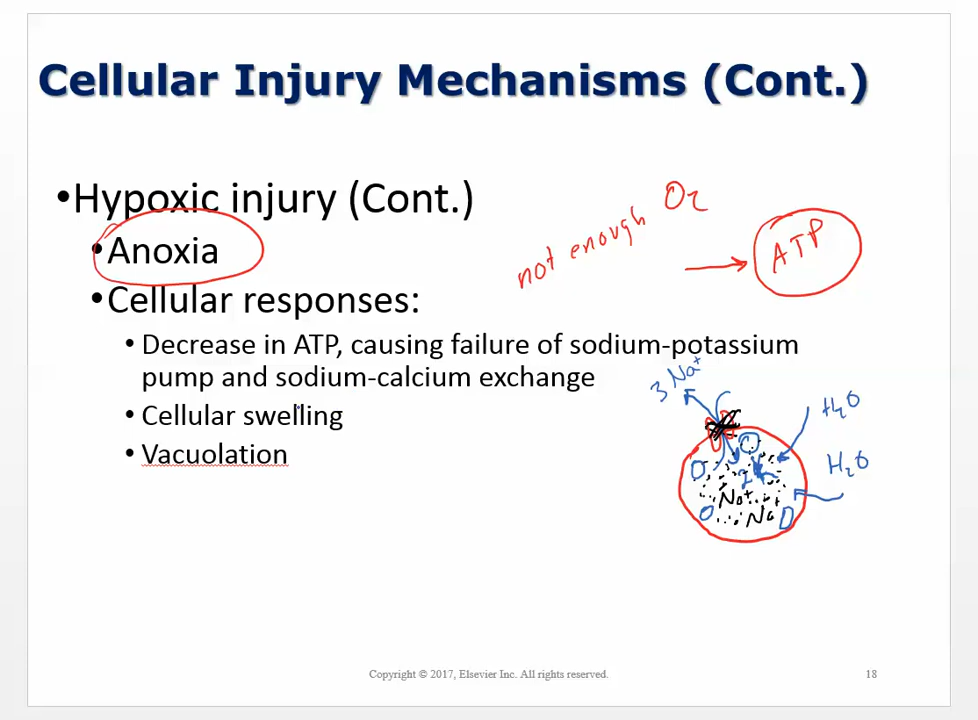 Cellular Injury Mechanisms (Cont.)
•Hypoxic injury (Cont.)
•Anoxia
not enough O2
ATP
•Cellular responses:
•Decrease in ATP, causing failure of sodium-potassium
pump and sodium-calcium exchange
3 Na+
•Cellular swelling
H2O
•Vacuolation
H2O
Na+
Na
Copyright © 2017, Elsevier Inc. All rights reserved.
18